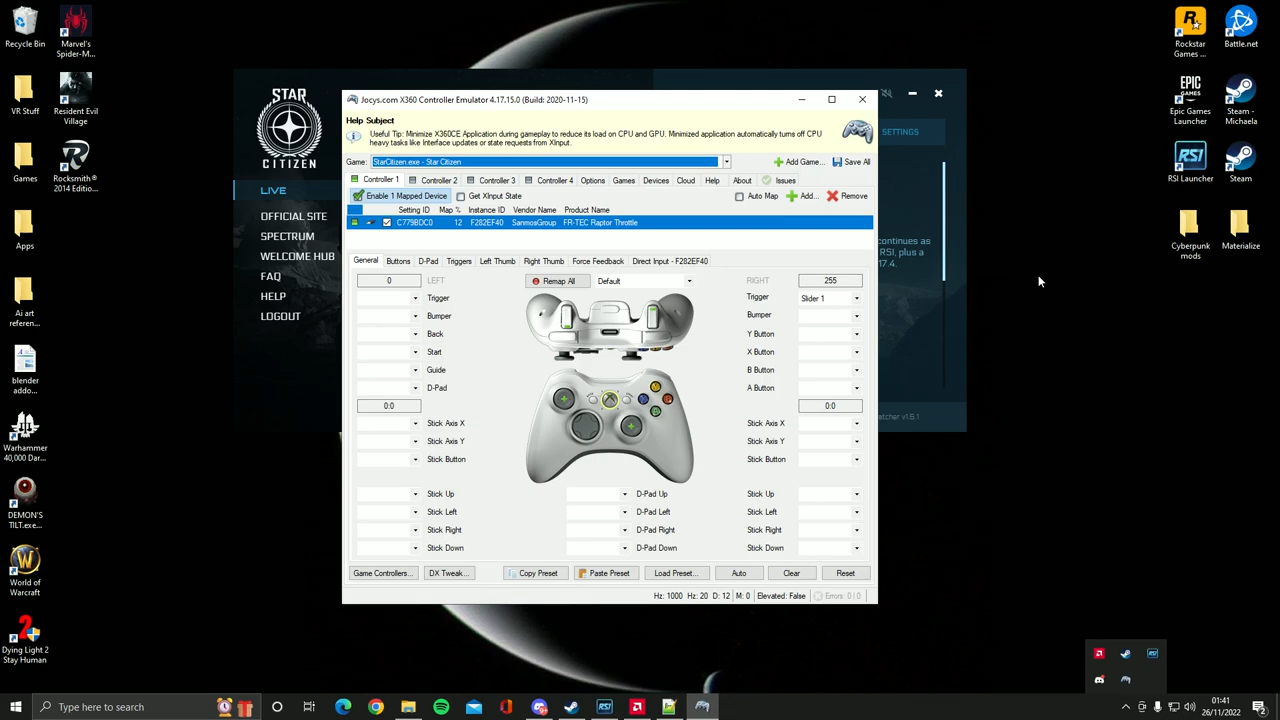 Recycle Bin
Marvel's
Spider-M...
VR Stuff
Resident Evil
Village
Games
Rocksmith®
2014 Editio...
Apps
Ai art
referen...
blender
addo...
Warhammer
40,000 Dar...
DEMON'S
TILT.exe...
World of
Warcraft
Dying Light 2
Stay Human
STAR
CITIZEN
LIVE
OFFICIAL SITE
SPECTRUM
WELCOME HUB
FAQ
HELP
LOGOUT
Jocys.com X360 Controller Emulator 4.17.15.0 (Build: 2020-11-15)
Help Subject
Useful Tip: Minimize X360CE Application during gameplay to reduce its load on CPU and GPU. Minimized application automatically turns off CPU
heavy tasks like Interface updates or state requests from XInput.
Game: StarCitizen.exe - Star Citizen Add Game... Save All
Controller 1 Controller 2 Controller 3 Controller 4 Options Games Devices Cloud Help About Issues
Enable 1 Mapped Device Get XInput State Auto Map Add... Remove
Setting ID Map % Instance ID Vendor Name Product Name
C779BDC0 12 F282EF40 SanmosGroup FR-TEC Raptor Throttle
General Buttons D-Pad Triggers Left Thumb Right Thumb Force Feedback Direct Input - F282EF40
0 LEFT Remap All Default RIGHT 255
Trigger Trigger Slider 1
Bumper Bumper
Back Y Button
Start X Button
Guide B Button
D-Pad A Button
0:0 0:0
Stick Axis X Stick Axis X
Stick Axis Y Stick Axis Y
Stick Button Stick Button
Stick Up D-Pad Up Stick Up
Stick Left D-Pad Left Stick Left
Stick Right D-Pad Right Stick Right
Stick Down D-Pad Down Stick Down
Game Controllers... DX Tweak... Copy Preset Paste Preset Load Preset... Auto Clear Reset
Hz: 1000 Hz: 20 D: 12 M: 0 Elevated: False Errors: 0 | 0
SETTINGS
continues as
RSI, plus a
17.4.
Rockstar
Games ...
Battle.net
EPIC
GAMES
Epic Games
Launcher
Steam -
Michaela
RSI
RSI Launcher
Steam
Cyberpunk
mods
Materialize
RSI
Type here to search
RSI
01:41
26/11/2022